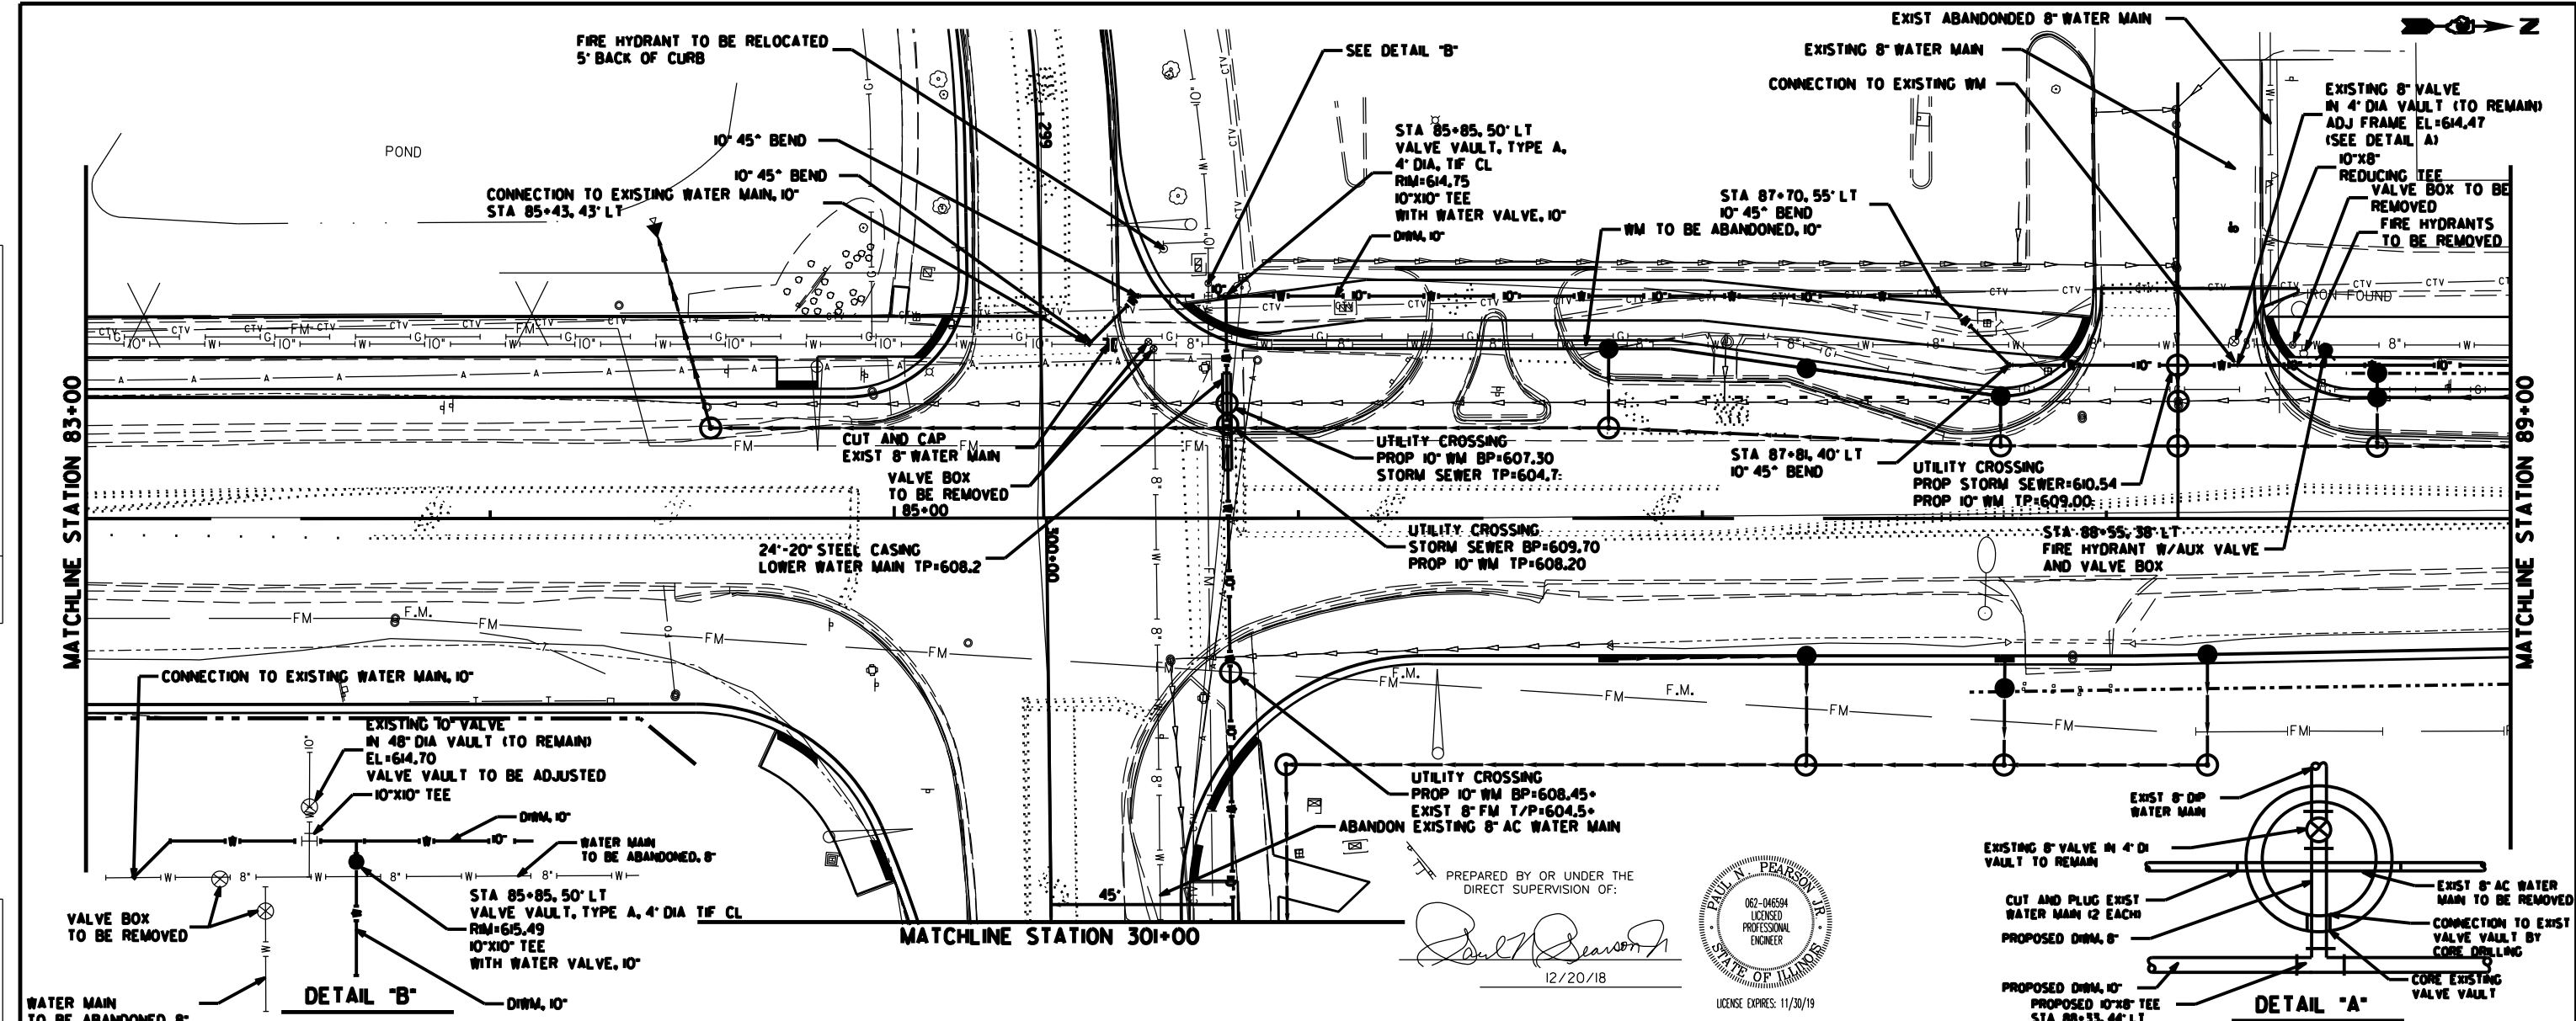 EXIST ABANDONDED 8" WATER MAIN
N
FIRE HYDRANT TO BE RELOCATED
5' BACK OF CURB
SEE DETAIL "B"
EXISTING 8" WATER MAIN
CONNECTION TO EXISTING WM
EXISTING 8" VALVE
IN 4' DIA VAULT (TO REMAIN)
ADJ FRAME EL=614.47
(SEE DETAIL A)
10"X8"
REDUCING TEE
VALVE BOX TO BE
REMOVED
FIRE HYDRANTS
TO BE REMOVED
IRON FOUND
POND
299
10" 45° BEND
10" 45° BEND
CONNECTION TO EXISTING WATER MAIN, 10"
STA 85+43, 43' LT
STA 85+85, 50' LT
VALVE VAULT, TYPE A,
4' DIA, TIF CL
RIM=614.75
10"X10" TEE
WITH WATER VALVE, 10"
DIWM, 10"
WM TO BE ABANDONED, 10"
STA 87+70, 55' LT
10" 45° BEND
MATCHLINE STATION 83+00
MATCHLINE STATION 89+00
CUT AND CAP
EXIST 8" WATER MAIN
VALVE BOX
TO BE REMOVED
85+00
UTILITY CROSSING
PROP 10" WM BP=607.30
STORM SEWER TP=604.7
STA 87+81, 40' LT
10" 45° BEND
UTILITY CROSSING
PROP STORM SEWER=610.54
PROP 10" WM TP=609.00
24'-20" STEEL CASING
LOWER WATER MAIN TP=608.2
300+00
UTILITY CROSSING
STORM SEWER BP=609.70
PROP 10" WM TP=608.20
STA 88+55, 38' LT
FIRE HYDRANT W/AUX VALVE
AND VALVE BOX
F.M.
F.M.
F.M.
CONNECTION TO EXISTING WATER MAIN, 10"
EXISTING 10" VALVE
IN 48" DIA VAULT (TO REMAIN)
EL=614.70
VALVE VAULT TO BE ADJUSTED
10"X10" TEE
DIWM, 10"
WATER MAIN
TO BE ABANDONED, 8"
STA 85+85, 50' LT
VALVE VAULT, TYPE A, 4' DIA TIF CL
RIM=615.49
10"X10" TEE
WITH WATER VALVE, 10"
VALVE BOX
TO BE REMOVED
DIWM, 10"
WATER MAIN
TO BE ABANDONED, 8"
DETAIL "B"
UTILITY CROSSING
PROP 10" WM BP=608.45+
EXIST 8" FM T/P=604.5+
ABANDON EXISTING 8" AC WATER MAIN
45'
MATCHLINE STATION 301+00
PREPARED BY OR UNDER THE
DIRECT SUPERVISION OF:
12/20/18
PAUL N. PEARSON JR.
062-046594
LICENSED
PROFESSIONAL
ENGINEER
STATE OF ILLINOIS
LICENSE EXPIRES: 11/30/19
EXIST 8" DIP
WATER MAIN
EXISTING 8" VALVE IN 4' DI
VAULT TO REMAIN
CUT AND PLUG EXIST
WATER MAIN (2 EACH)
PROPOSED DIWM, 8"
PROPOSED DIWM, 10"
PROPOSED 10"X8" TEE
STA 88+33, 44' LT
EXIST 8" AC WATER
MAIN TO BE REMOVED
CONNECTION TO EXIST
VALVE VAULT BY
CORE DRILLING
CORE EXISTING
VALVE VAULT
DETAIL "A"